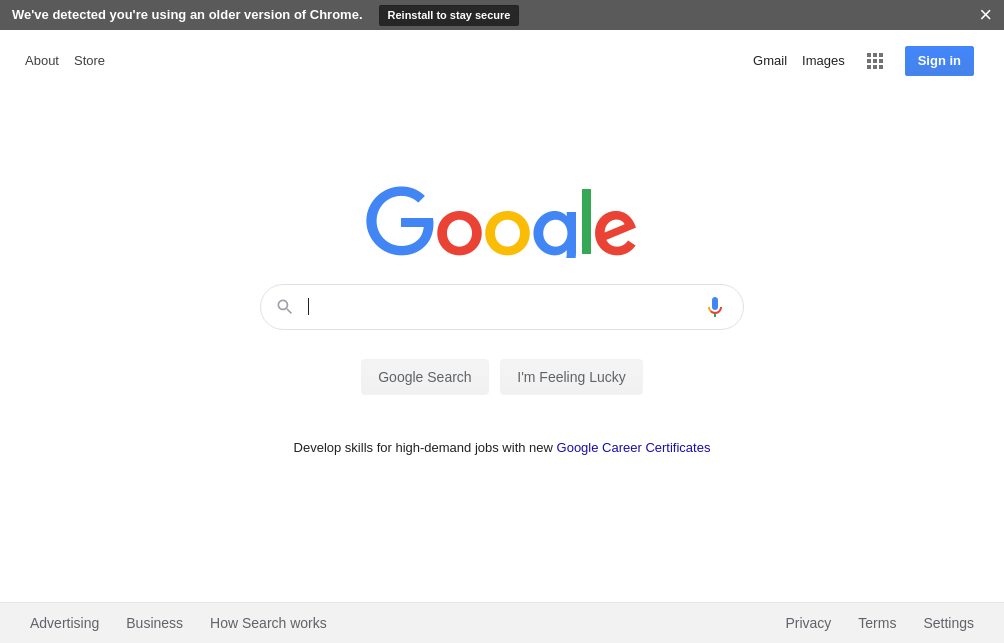 We've detected you're using an older version of Chrome. Reinstall to stay secure
About Store Gmail Images Sign in
Google
Google Search I'm Feeling Lucky
Develop skills for high-demand jobs with new Google Career Certificates
Advertising Business How Search works Privacy Terms Settings